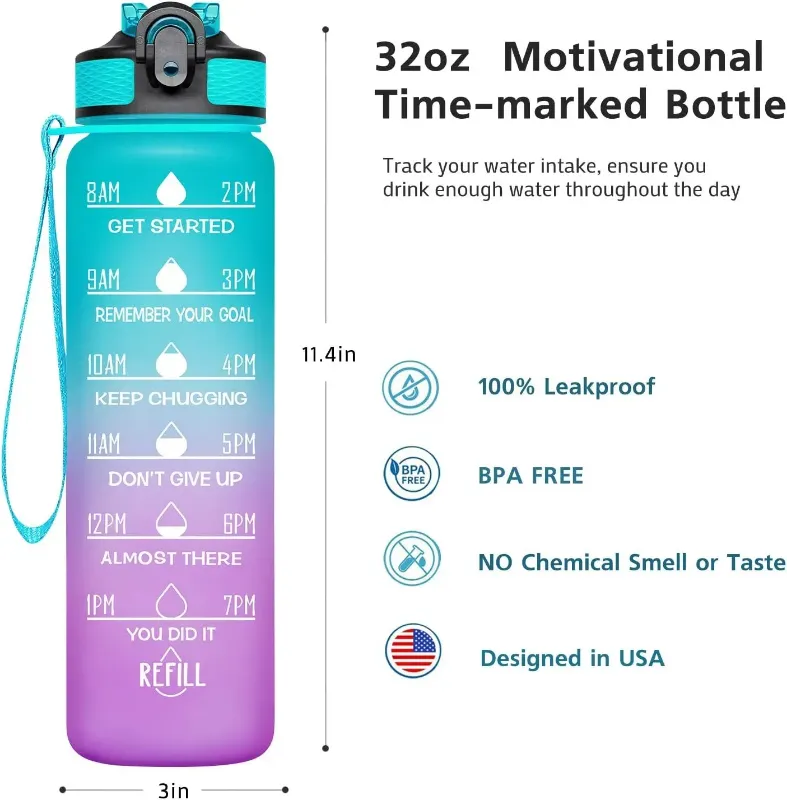 32oz Motivational
Time-marked Bottle
Track your water intake, ensure you
drink enough water throughout the day
8AM 2PM
GET STARTED
9AM 3PM
REMEMBER YOUR GOAL
10AM 4PM
KEEP CHUGGING
11AM 5PM
DON'T GIVE UP
12PM 6PM
ALMOST THERE
1PM 7PM
YOU DID IT
REFILL
11.4in
3in
100% Leakproof
BPA
FREE
BPA FREE
NO Chemical Smell or Taste
Designed in USA